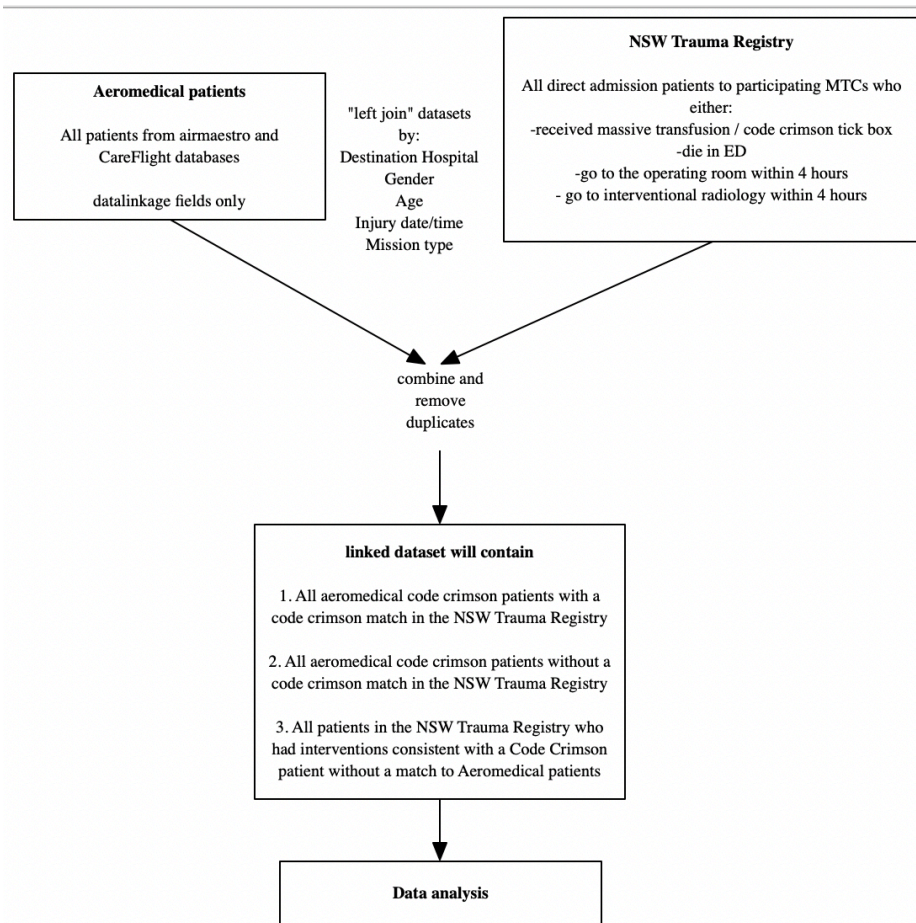 Aeromedical patients
All patients from airmaestro and
CareFlight databases
datalinkage fields only
"left join" datasets
by:
Destination Hospital
Gender
Age
Injury date/time
Mission type
NSW Trauma Registry
All direct admission patients to participating MTCs who
either:
-received massive transfusion / code crimson tick box
-die in ED
-go to the operating room within 4 hours
- go to interventional radiology within 4 hours
combine and
remove
duplicates
linked dataset will contain
1. All aeromedical code crimson patients with a
code crimson match in the NSW Trauma Registry
2. All aeromedical code crimson patients without a
code crimson match in the NSW Trauma Registry
3. All patients in the NSW Trauma Registry who
had interventions consistent with a Code Crimson
patient without a match to Aeromedical patients
Data analysis